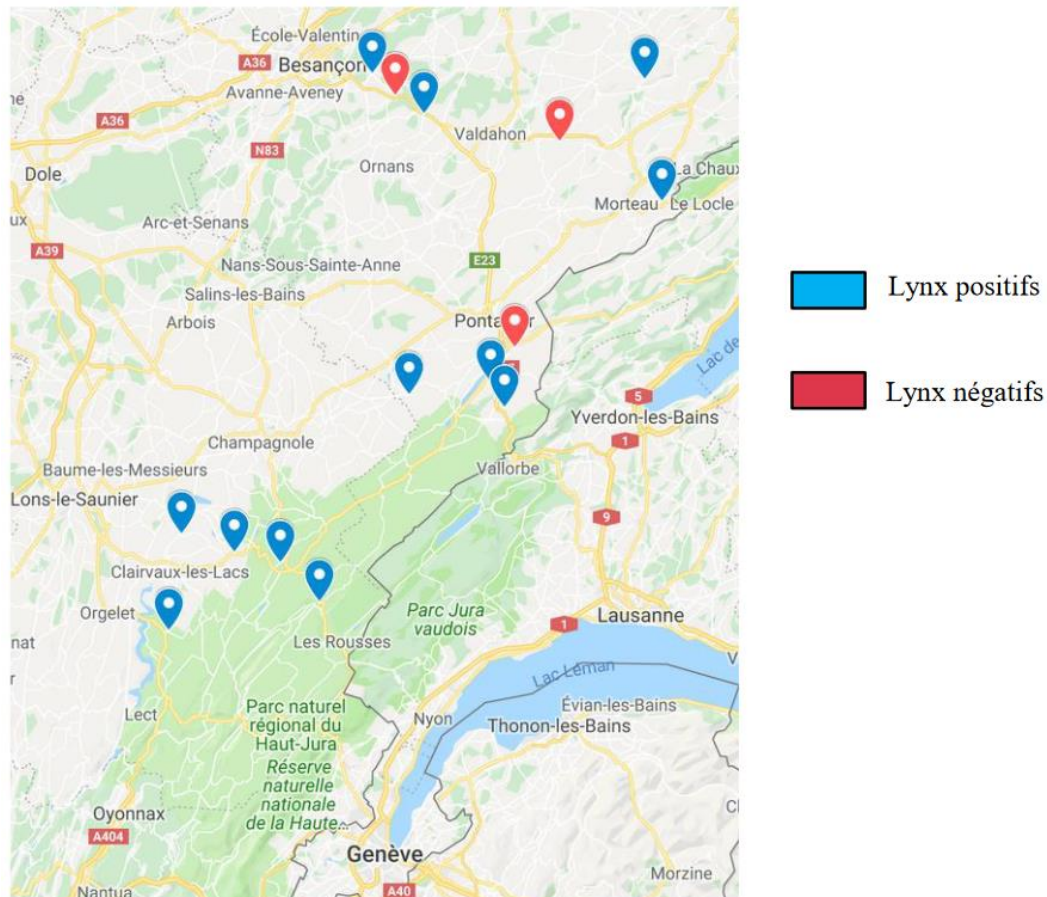 École-Valentin
A36
Besançon
Avanne-Aveney
A36
Valdahon
N83
Ornans
Dole
La Chaux
Morteau
Le Locle
Arc-et-Senans
A39
Nans-Sous-Sainte-Anne
E23
Salins-les-Bains
Arbois
Lac de
5
Yverdon-les-Bains
1
Champagnole
Vallorbe
Baume-les-Messieurs
Lons-le-Saunier
9
Clairvaux-les-Lacs
Orgelet
Parc Jura
vaudois
Lausanne
1
nat
Les Rousses
Lac Léman
Évian-les-Bains
Parc naturel
régional du
Haut-Jura
Lect
Nyon
Thonon-les-Bains
Réserve
naturelle
nationale
de la Haute...
Oyonnax
A404
Genève
Morzine
Nantua
A40
Lynx positifs
Lynx négatifs